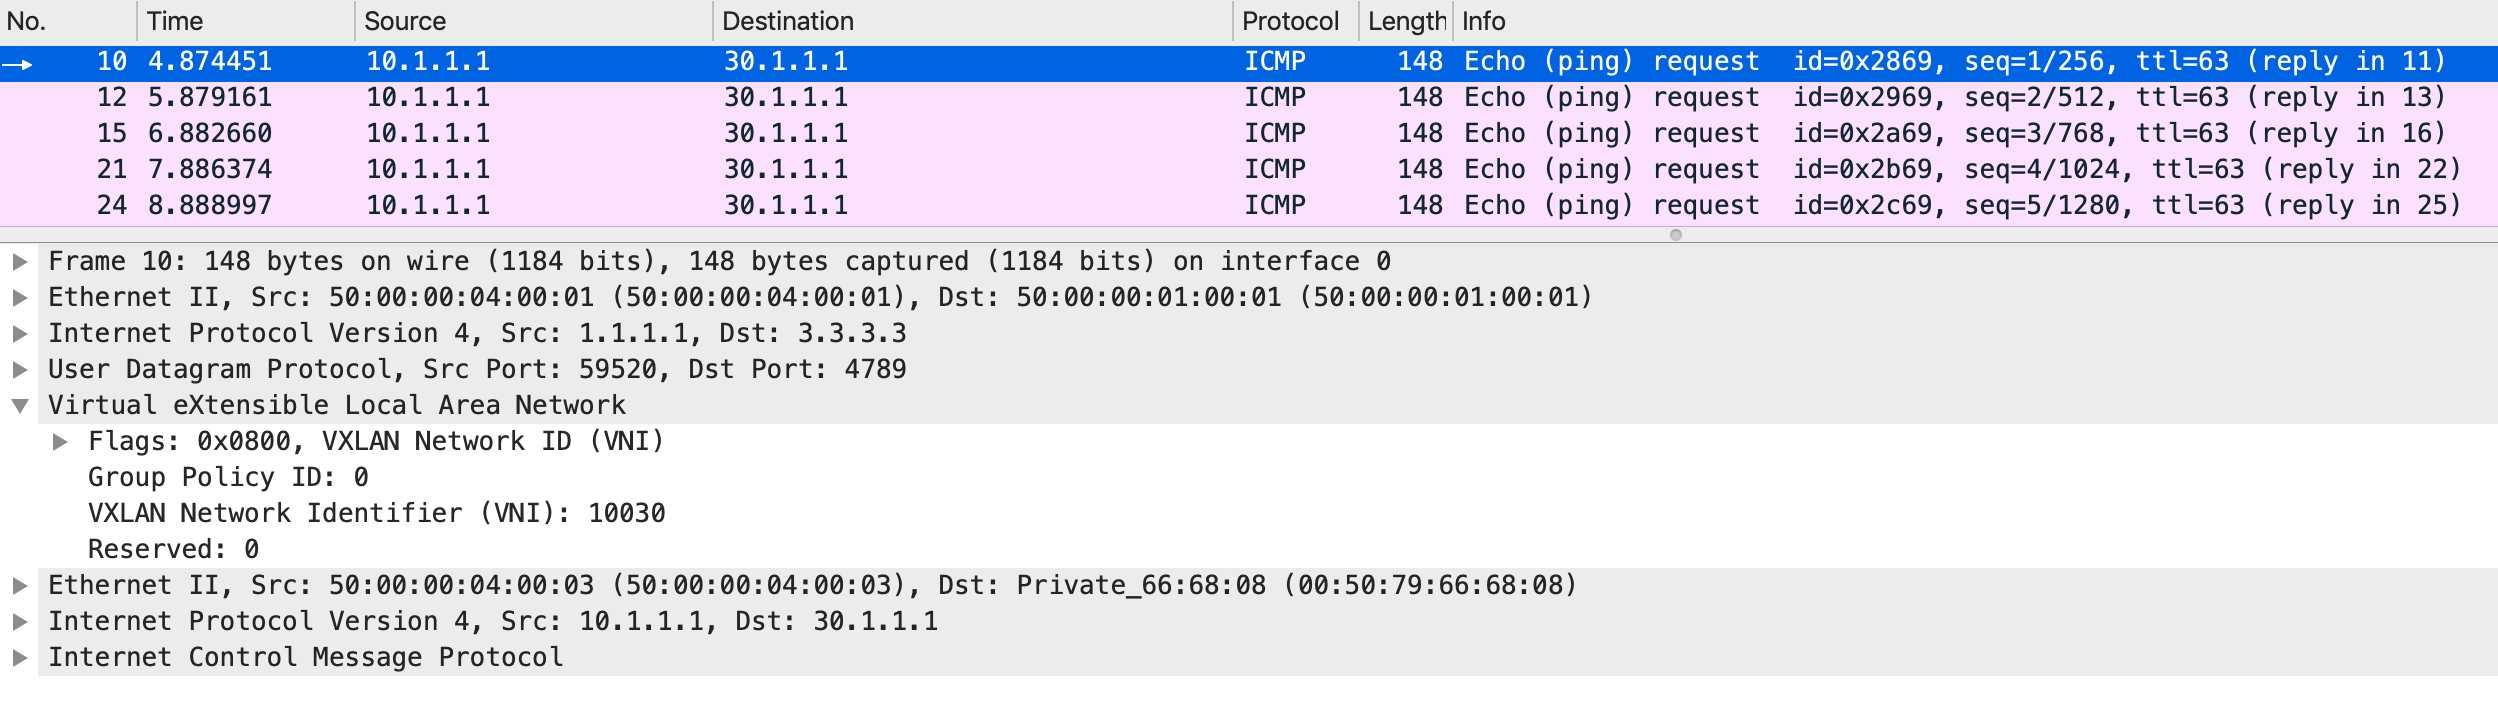 No. Time Source Destination Protocol Length Info
10 4.874451 10.1.1.1 30.1.1.1 ICMP 148 Echo (ping) request id=0x2869, seq=1/256, ttl=63 (reply in 11)
12 5.879161 10.1.1.1 30.1.1.1 ICMP 148 Echo (ping) request id=0x2969, seq=2/512, ttl=63 (reply in 13)
15 6.882660 10.1.1.1 30.1.1.1 ICMP 148 Echo (ping) request id=0x2a69, seq=3/768, ttl=63 (reply in 16)
21 7.886374 10.1.1.1 30.1.1.1 ICMP 148 Echo (ping) request id=0x2b69, seq=4/1024, ttl=63 (reply in 22)
24 8.888997 10.1.1.1 30.1.1.1 ICMP 148 Echo (ping) request id=0x2c69, seq=5/1280, ttl=63 (reply in 25)
Frame 10: 148 bytes on wire (1184 bits), 148 bytes captured (1184 bits) on interface 0
Ethernet II, Src: 50:00:00:04:00:01 (50:00:00:04:00:01), Dst: 50:00:00:01:00:01 (50:00:00:01:00:01)
Internet Protocol Version 4, Src: 1.1.1.1, Dst: 3.3.3.3
User Datagram Protocol, Src Port: 59520, Dst Port: 4789
Virtual eXtensible Local Area Network
Flags: 0x0800, VXLAN Network ID (VNI)
Group Policy ID: 0
VXLAN Network Identifier (VNI): 10030
Reserved: 0
Ethernet II, Src: 50:00:00:04:00:03 (50:00:00:04:00:03), Dst: Private_66:68:08 (00:50:79:66:68:08)
Internet Protocol Version 4, Src: 10.1.1.1, Dst: 30.1.1.1
Internet Control Message Protocol